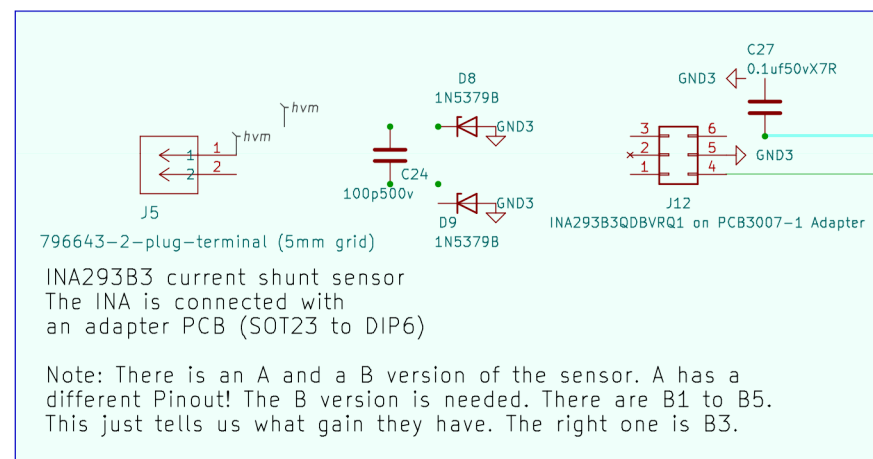 C27
0.1uf50vX7R
GND3
D8
1N5379B
GND3
hvm
hvm
1 1
2 2
J5
796643-2-plug-terminal (5mm grid)
C24
100p500v
GND3
D9
1N5379B
3 6
2 5 GND3
1 4
J12
INA293B3QDBVRQ1 on PCB3007-1 Adapter
INA293B3 current shunt sensor
The INA is connected with
an adapter PCB (SOT23 to DIP6)
Note: There is an A and a B version of the sensor. A has a
different Pinout! The B version is needed. There are B1 to B5.
This just tells us what gain they have. The right one is B3.